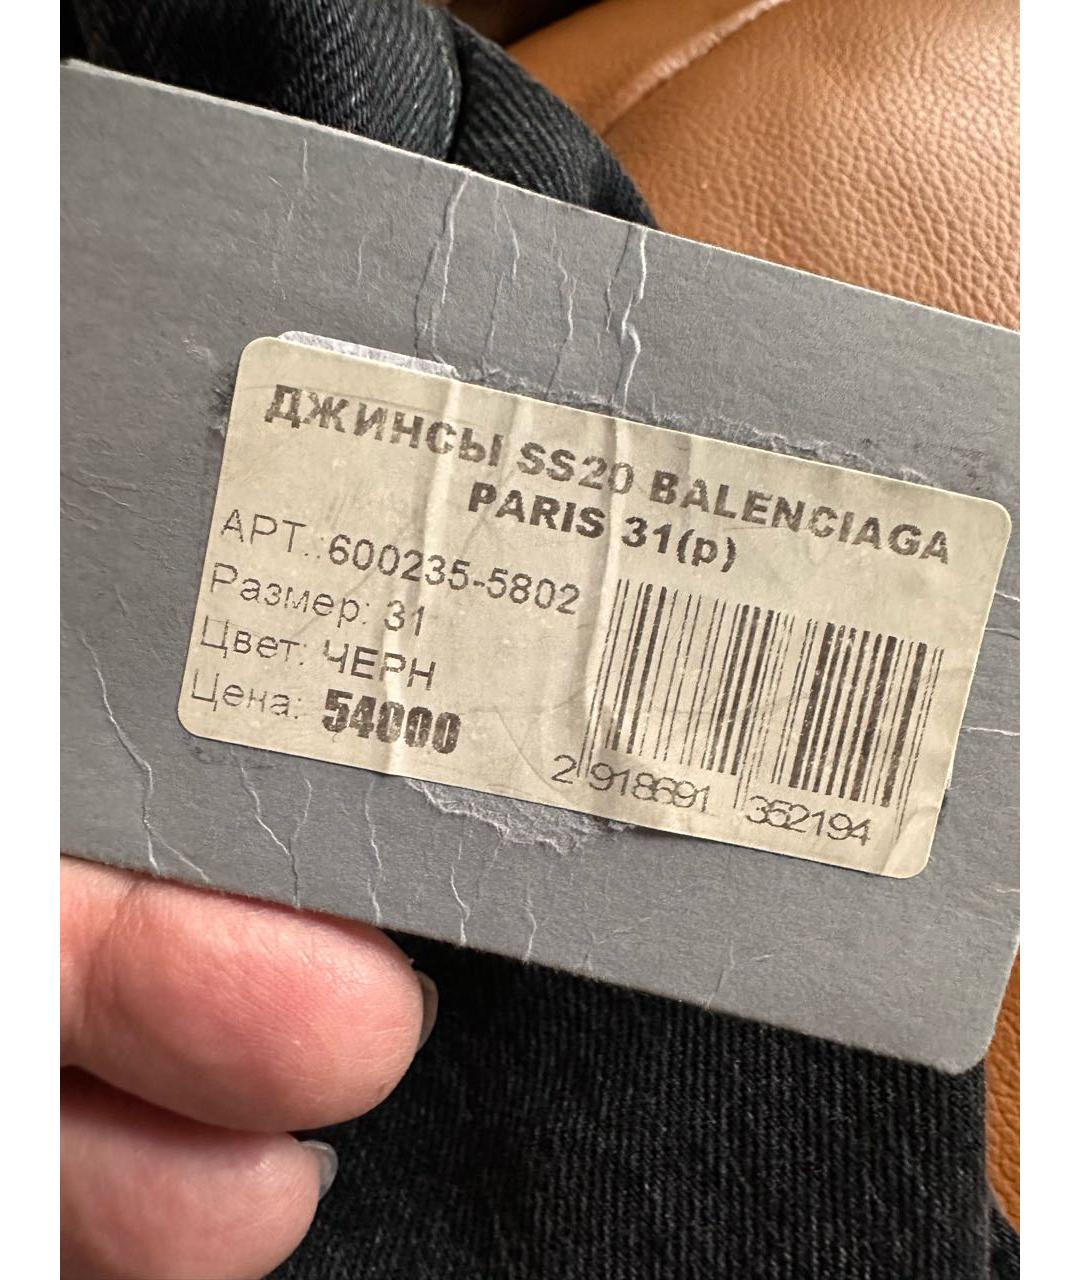 ДЖИНСЫ SS20 BALENCIAGA
PARIS 31(р)
АРТ.:600235-5802
Размер: 31
Цвет: ЧЕРН
Цена: 54000
2 918691 352194